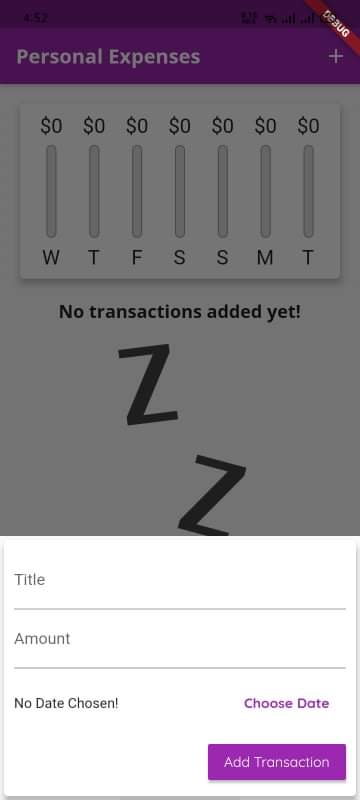 4:52
DEBUG
Personal Expenses
+
$0 $0 $0 $0 $0 $0 $0
W T F S S M T
No transactions added yet!
Z
Z
Title
Amount
No Date Chosen! Choose Date
Add Transaction